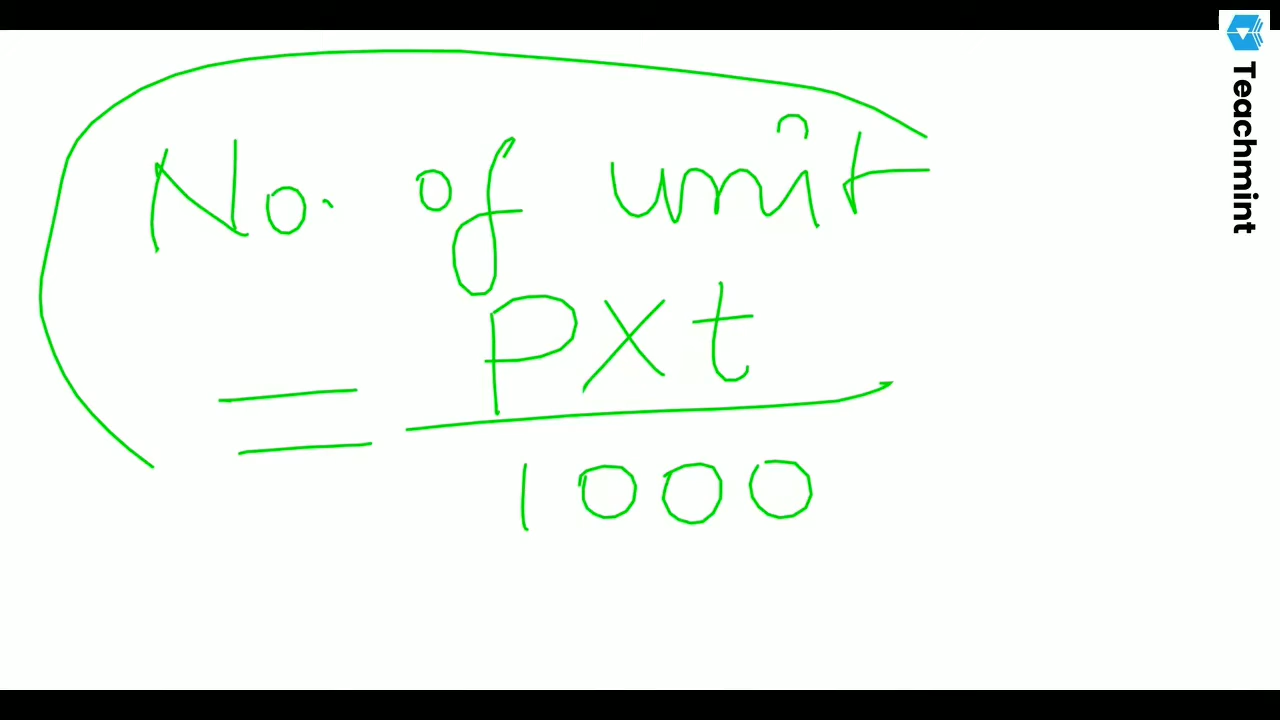 No. of unit
= P X t
1000
Teachmint